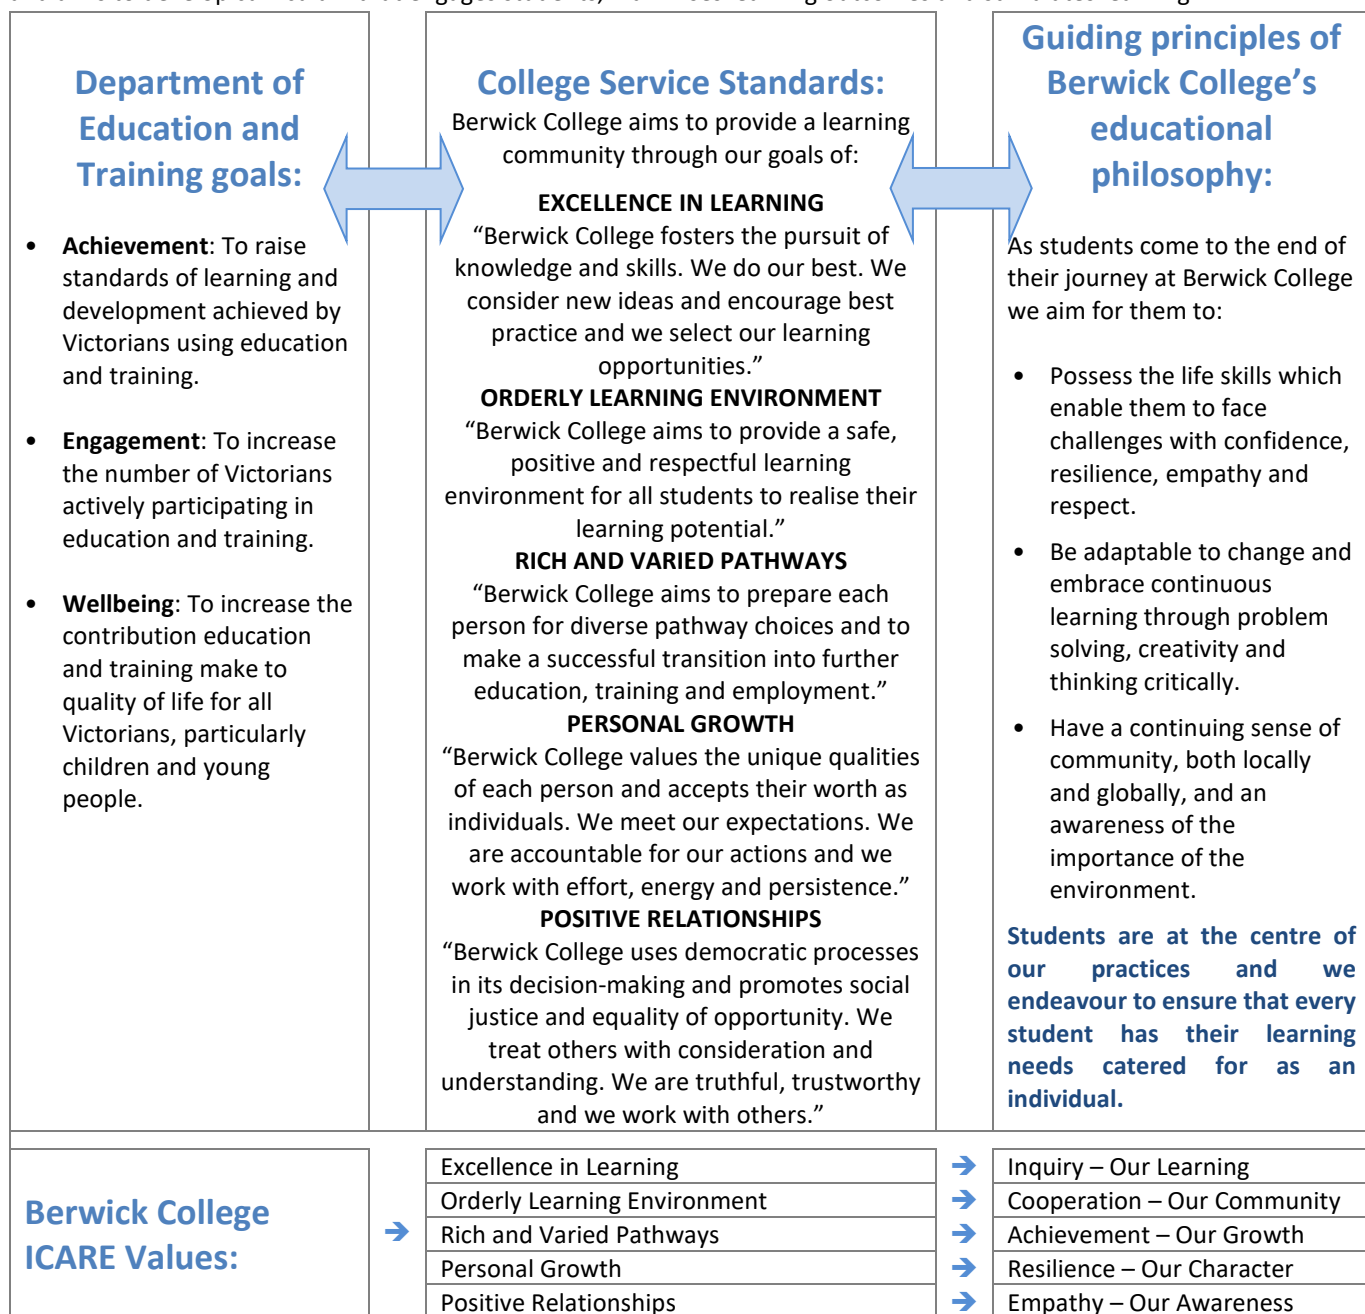 Department of
Education and
Training goals:
• Achievement: To raise
standards of learning and
development achieved by
Victorians using education
and training.
• Engagement: To increase
the number of Victorians
actively participating in
education and training.
• Wellbeing: To increase the
contribution education
and training make to
quality of life for all
Victorians, particularly
children and young
people.
College Service Standards:
Berwick College aims to provide a learning
community through our goals of:
EXCELLENCE IN LEARNING
“Berwick College fosters the pursuit of
knowledge and skills. We do our best. We
consider new ideas and encourage best
practice and we select our learning
opportunities.”
ORDERLY LEARNING ENVIRONMENT
“Berwick College aims to provide a safe,
positive and respectful learning
environment for all students to realise their
learning potential.”
RICH AND VARIED PATHWAYS
“Berwick College aims to prepare each
person for diverse pathway choices and to
make a successful transition into further
education, training and employment.”
PERSONAL GROWTH
“Berwick College values the unique qualities
of each person and accepts their worth as
individuals. We meet our expectations. We
are accountable for our actions and we
work with effort, energy and persistence.”
POSITIVE RELATIONSHIPS
“Berwick College uses democratic processes
in its decision-making and promotes social
justice and equality of opportunity. We
treat others with consideration and
understanding. We are truthful, trustworthy
and we work with others.”
Guiding principles of
Berwick College’s
educational
philosophy:
As students come to the end of
their journey at Berwick College
we aim for them to:
• Possess the life skills which
enable them to face
challenges with confidence,
resilience, empathy and
respect.
• Be adaptable to change and
embrace continuous
learning through problem
solving, creativity and
thinking critically.
• Have a continuing sense of
community, both locally
and globally, and an
awareness of the
importance of the
environment.
Students are at the centre of
our practices and we
endeavour to ensure that every
student has their learning
needs catered for as an
individual.
Berwick College
ICARE Values:
Excellence in Learning
Inquiry – Our Learning
Orderly Learning Environment
Cooperation – Our Community
Rich and Varied Pathways
Achievement – Our Growth
Personal Growth
Resilience – Our Character
Positive Relationships
Empathy – Our Awareness